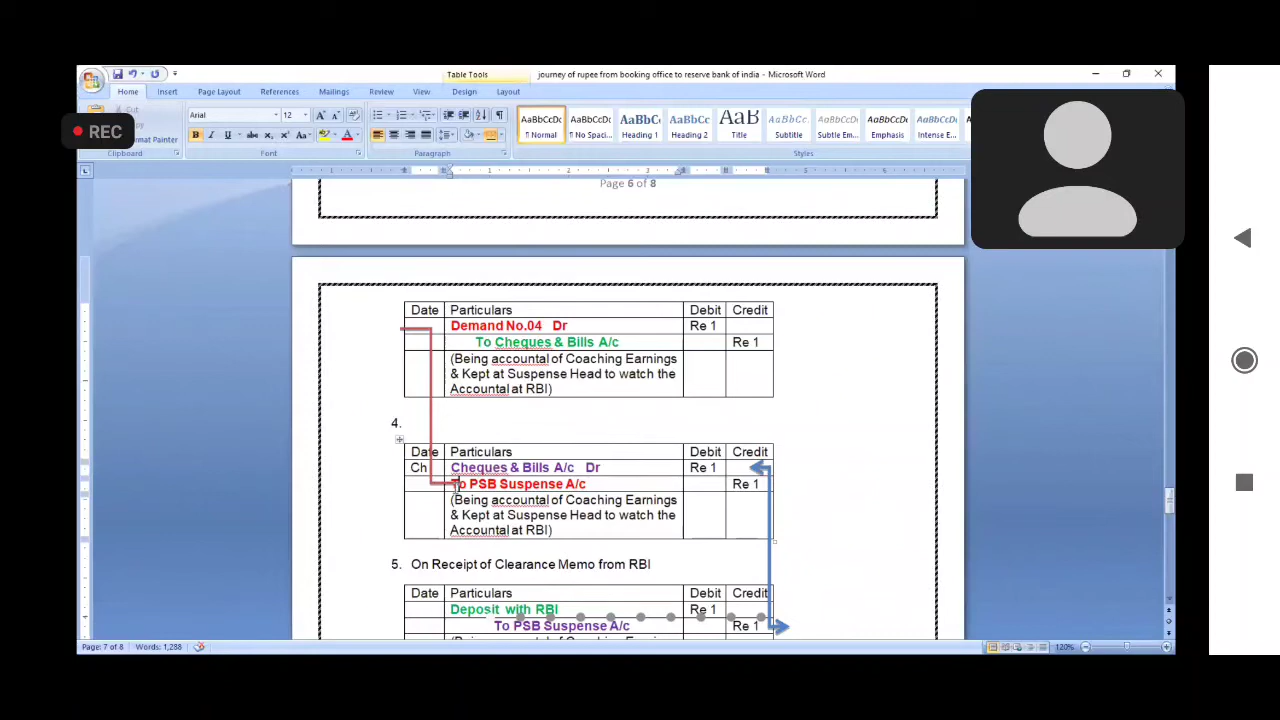 Table Tools
journey of rupee from booking office to reserve bank of india - Microsoft Word
Home Insert Page Layout References Mailings Review View Design Layout
REC
Cut
Format Painter
Arial 12
AaBbCcDc AaBbCcDc AaBbC AaBbCc AaB AaBbCc. AaBbCcDc AaBbCcDc
¶ Normal ¶ No Spaci... Heading 1 Heading 2 Title Subtitle Subtle Em... Emphasis Intense E...
Clipboard Font Paragraph Styles
Page 6 of 8
Date Particulars Debit Credit
Demand No.04 Dr Re 1
To Cheques & Bills A/c Re 1
(Being accountal of Coaching Earnings
& Kept at Suspense Head to watch the
Accountal at RBI)
4.
Date Particulars Debit Credit
Ch Cheques & Bills A/c Dr Re 1
To PSB Suspense A/c Re 1
(Being accountal of Coaching Earnings
& Kept at Suspense Head to watch the
Accountal at RBI)
5. On Receipt of Clearance Memo from RBI
Date Particulars Debit Credit
Deposit with RBI Re 1
To PSB Suspense A/c Re 1
Page: 7 of 8 Words: 1,288 120%